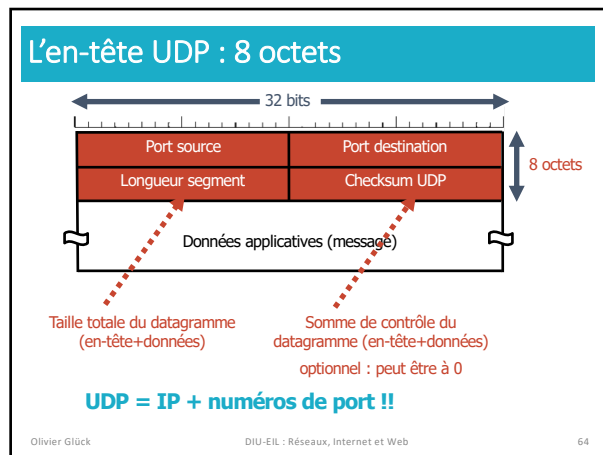 L'en-tête UDP : 8 octets
32 bits
Port source
Port destination
8 octets
Longueur segment
Checksum UDP
Données applicatives (message)
Taille totale du datagramme
(en-tête+données)
Somme de contrôle du
datagramme (en-tête+données)
optionnel : peut être à 0
UDP = IP + numéros de port !!
Olivier Glück
DIU-EIL : Réseaux, Internet et Web
64